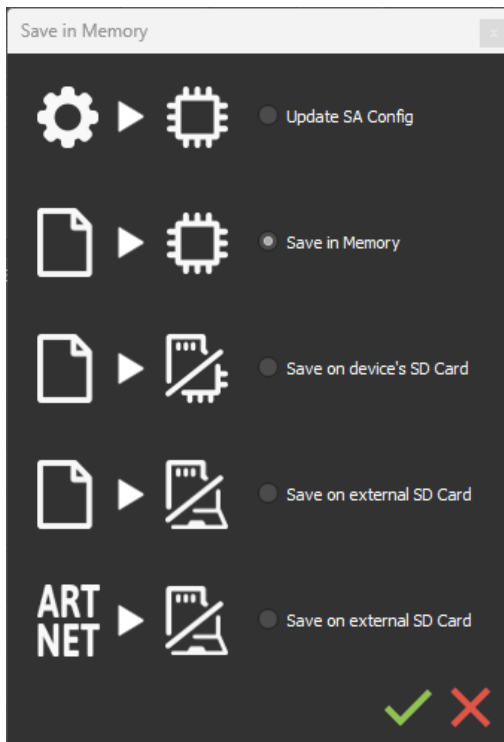 Save in Memory
x
Update SA Config
Save in Memory
Save on device's SD Card
Save on external SD Card
ART
NET
Save on external SD Card